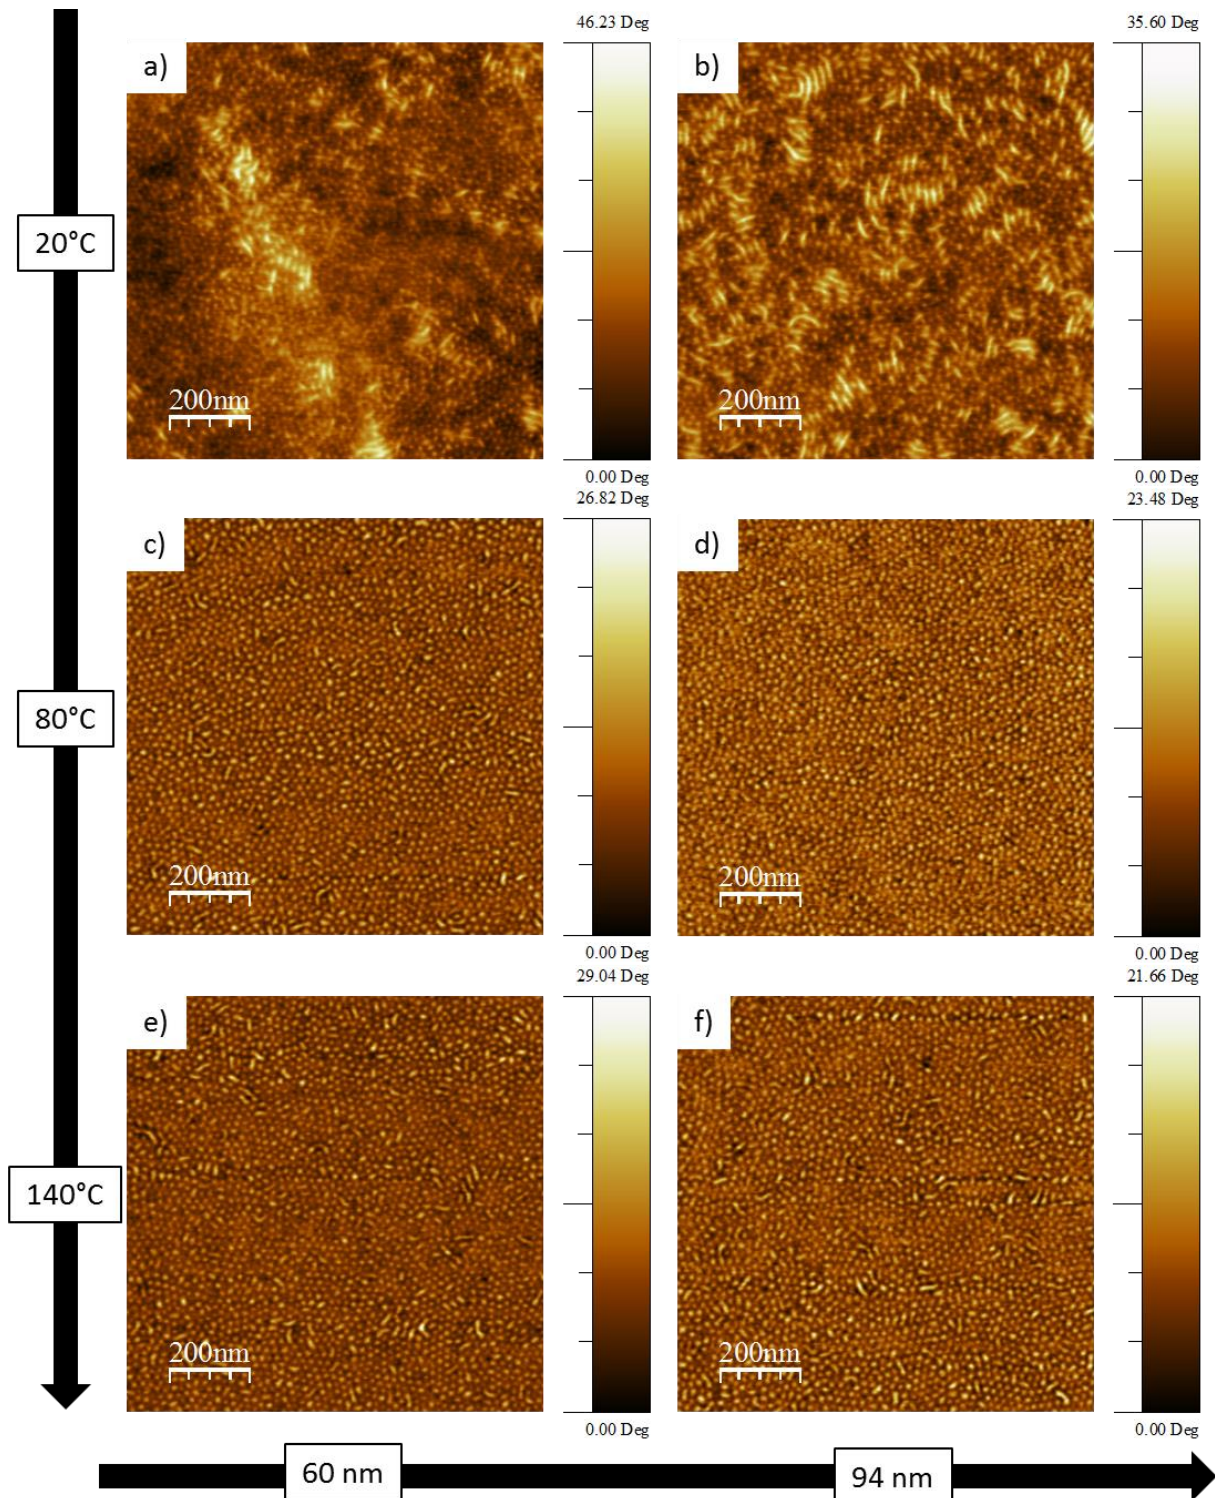 46.23 Deg
35.60 Deg
a)
b)
20°C
200nm
200nm
0.00 Deg
0.00 Deg
26.82 Deg
23.48 Deg
c)
d)
80°C
200nm
200nm
0.00 Deg
0.00 Deg
29.04 Deg
21.66 Deg
e)
f)
140°C
200nm
200nm
0.00 Deg
0.00 Deg
60 nm
94 nm